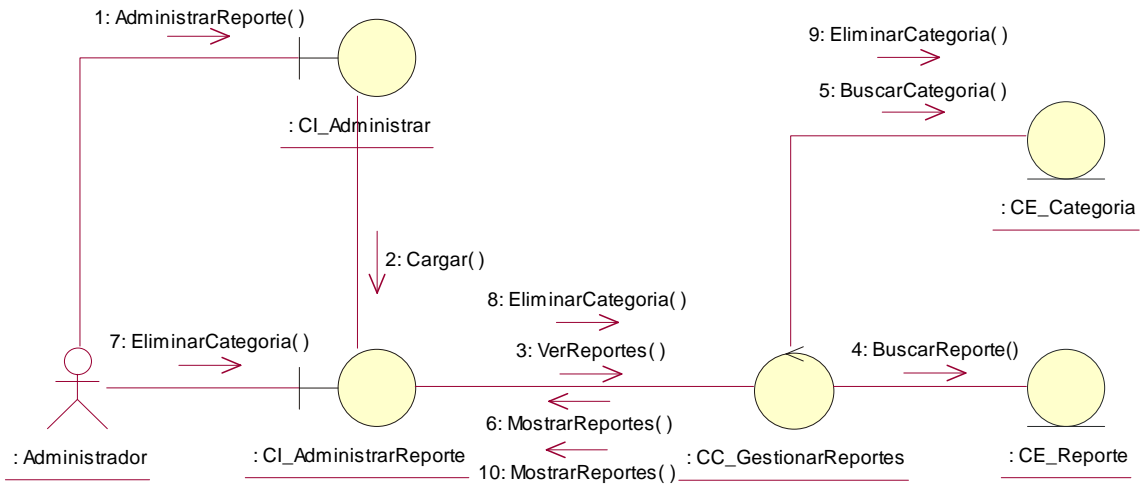 1: AdministrarReporte( )
9: EliminarCategoria( )
5: BuscarCategoria( )
: CI_Administrar
: CE_Categoria
2: Cargar( )
8: EliminarCategoria( )
7: EliminarCategoria( )
3: VerReportes( )
4: BuscarReporte()
6: MostrarReportes( )
: Administrador
: CI_AdministrarReporte
: CC_GestionarReportes
: CE_Reporte
10: MostrarReportes( )